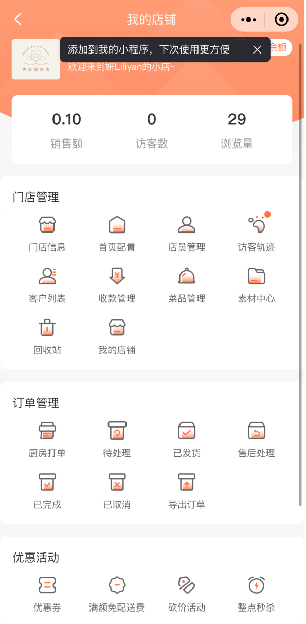 我的店铺
添加到我的小程序，下次使用更方便
余额
欢迎来到妍Liliyan的小店~
0.10 0 29
销售额 访客数 浏览量
门店管理
门店信息 首页配置 店员管理 访客轨迹
客户列表 收款管理 菜品管理 素材中心
回收站 我的店铺
订单管理
厨房打单 待处理 已发货 售后处理
已完成 已取消 导出订单
优惠活动
优惠券 满额免配送费 砍价活动 整点秒杀